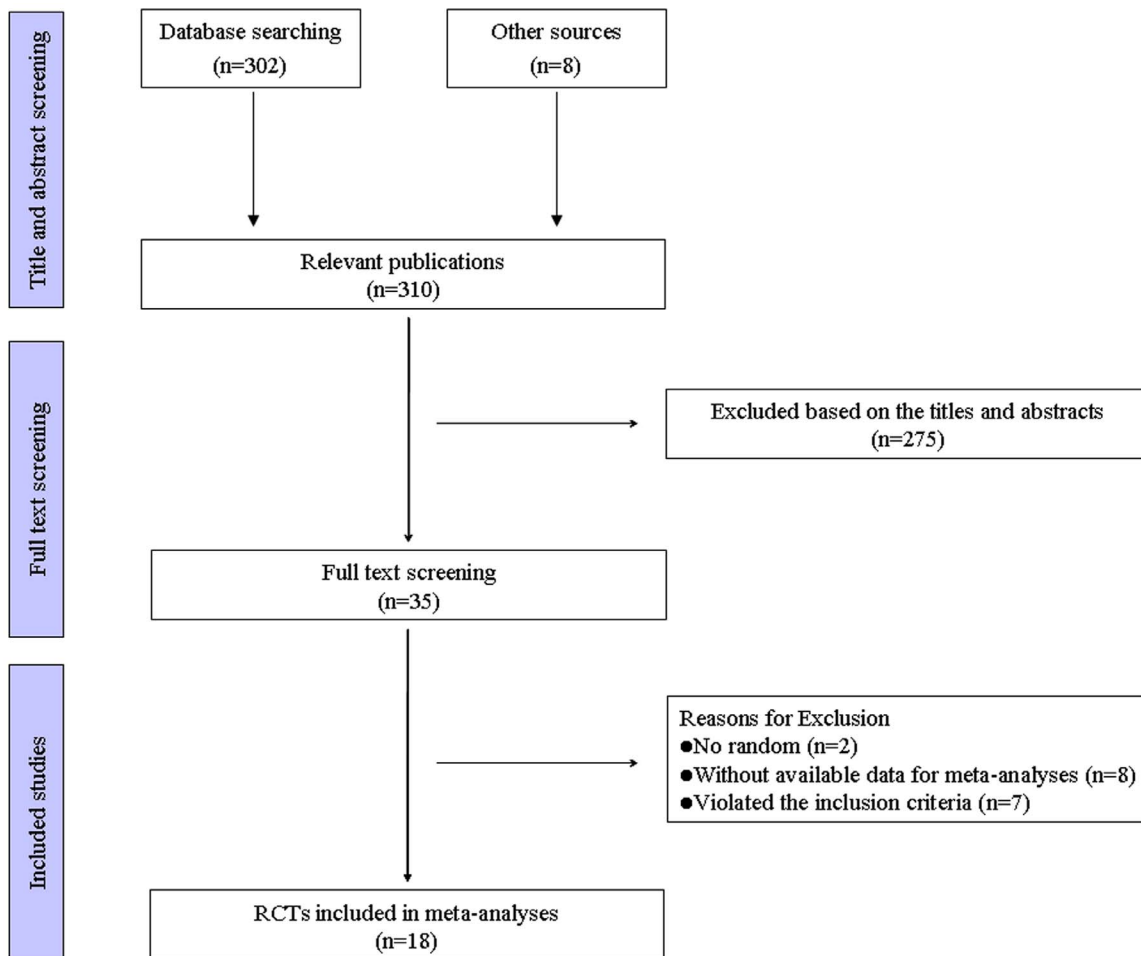 Title and abstract screening
Database searching
(n=302)
Other sources
(n=8)
Relevant publications
(n=310)
Full text screening
Excluded based on the titles and abstracts
(n=275)
Full text screening
(n=35)
Included studies
Reasons for Exclusion
●No random (n=2)
●Without available data for meta-analyses (n=8)
●Violated the inclusion criteria (n=7)
RCTs included in meta-analyses
(n=18)